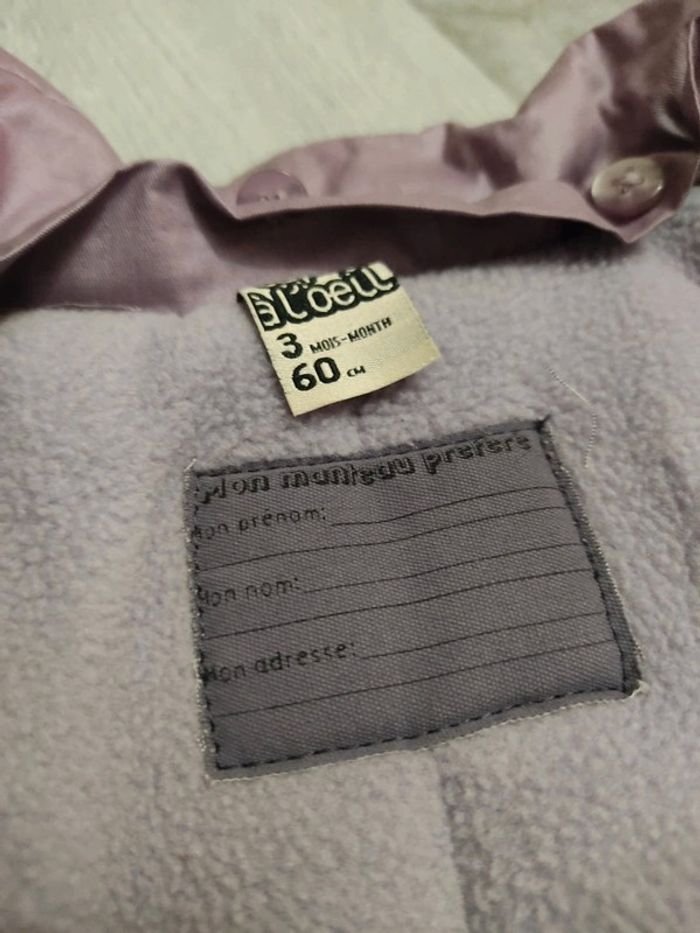 à l'oeil
3 MOIS-MONTH
60 CM
Mon manteau préféré
Mon prénom:
Mon nom:
Mon adresse: